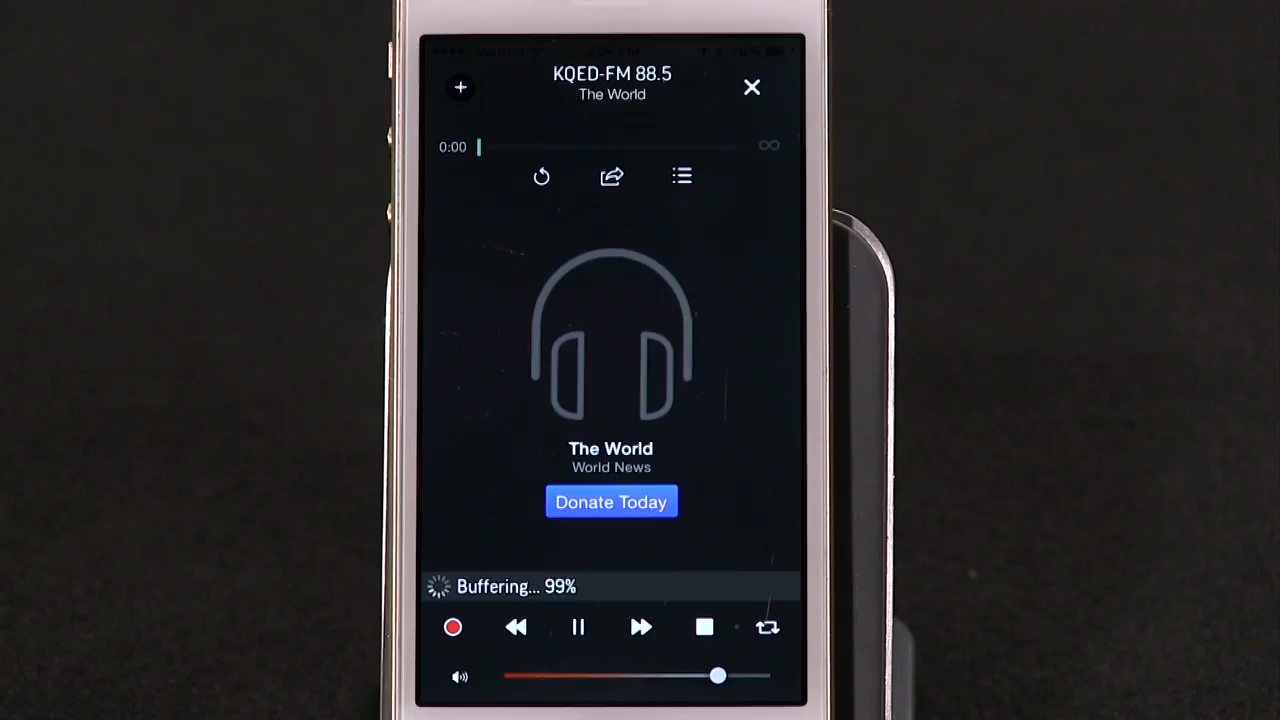 KQED-FM 88.5
The World
0:00
The World
World News
Donate Today
Buffering... 99%